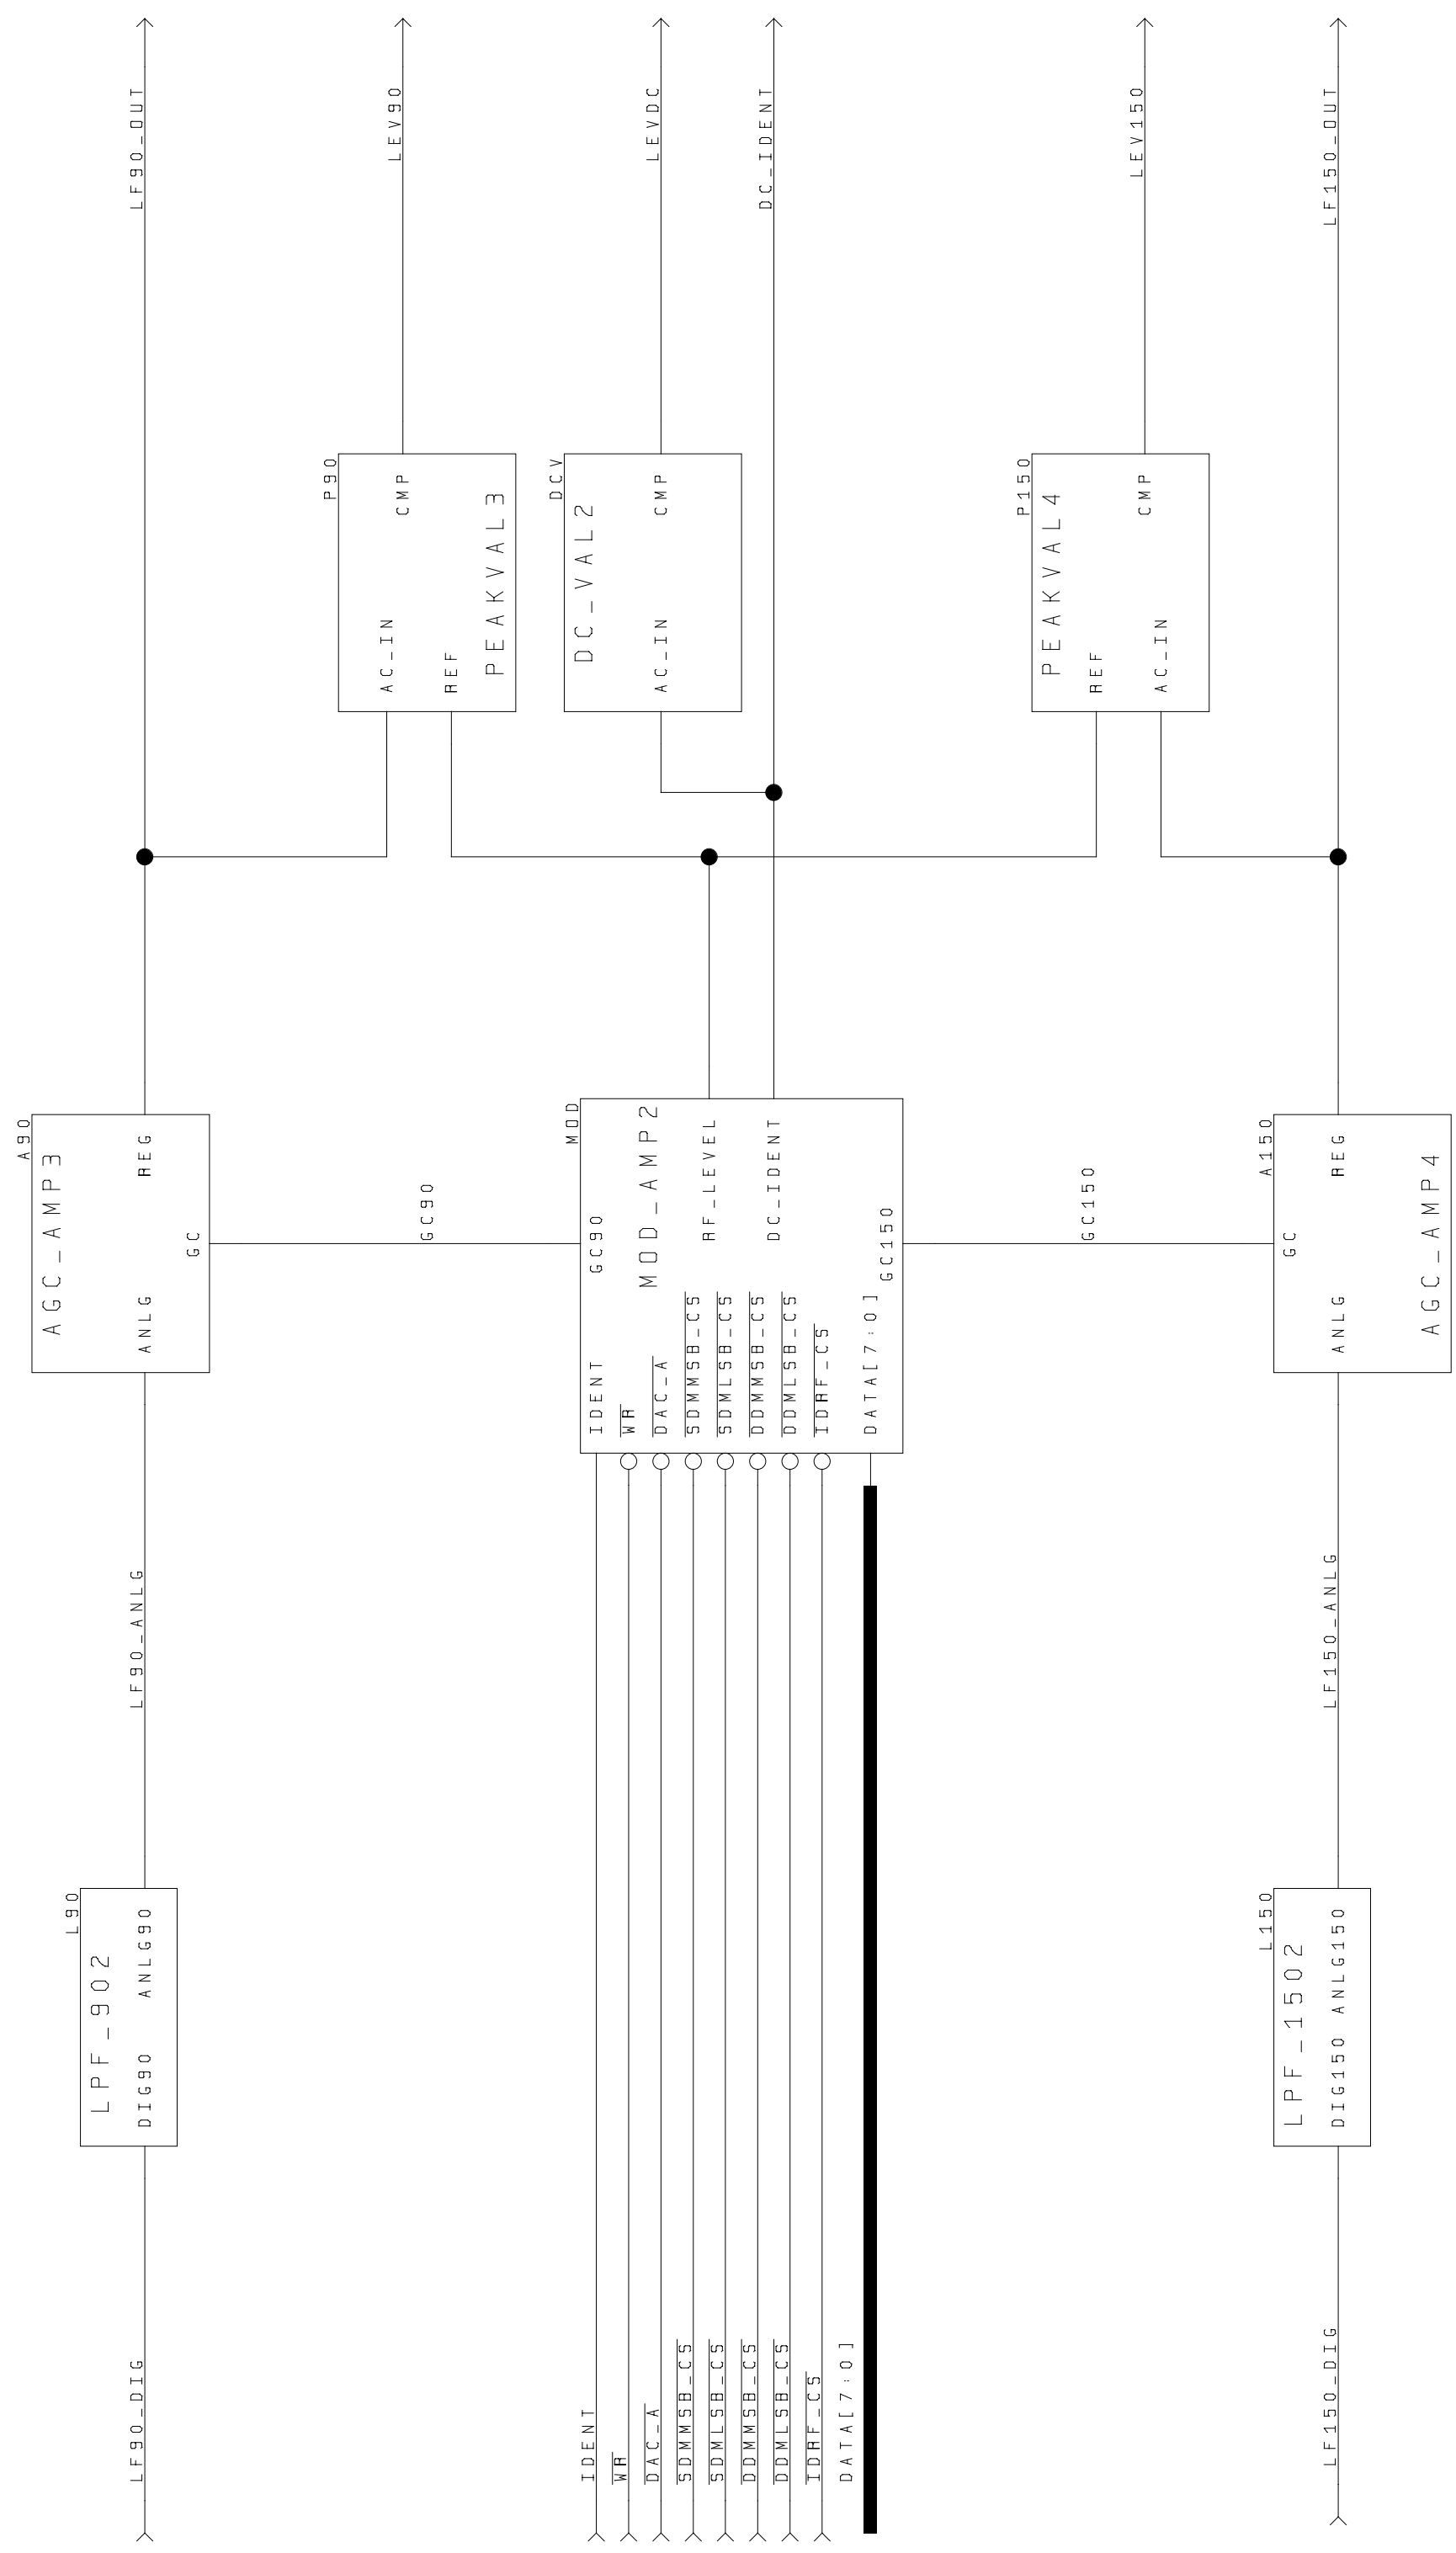 LF90_DIG
L90
LPF_902
DIG90
ANLG90
LF90_ANLG
A90
AGC_AMP3
ANLG
REG
GC
LF90_OUT
P90
AC_IN
CMP
REF
PEAKVAL3
LEV90
GC90
DCV
DC_VAL2
AC_IN
CMP
LEVDC
IDENT
WR
DAC_A
SDMMSB_CS
SDMLSB_CS
DDMMSB_CS
DDMLSB_CS
IDRF_CS
DATA[7:0]
MOD
IDENT
GC90
WR
MOD_AMP2
DAC_A
SDMMSB_CS
RF_LEVEL
SDMLSB_CS
DDMMSB_CS
DC_IDENT
DDMLSB_CS
IDRF_CS
DATA[7:0]
GC150
DC_IDENT
P150
PEAKVAL4
REF
CMP
AC_IN
LEV150
GC150
LF150_DIG
L150
LPF_1502
DIG150
ANLG150
LF150_ANLG
A150
GC
ANLG
REG
AGC_AMP4
LF150_OUT